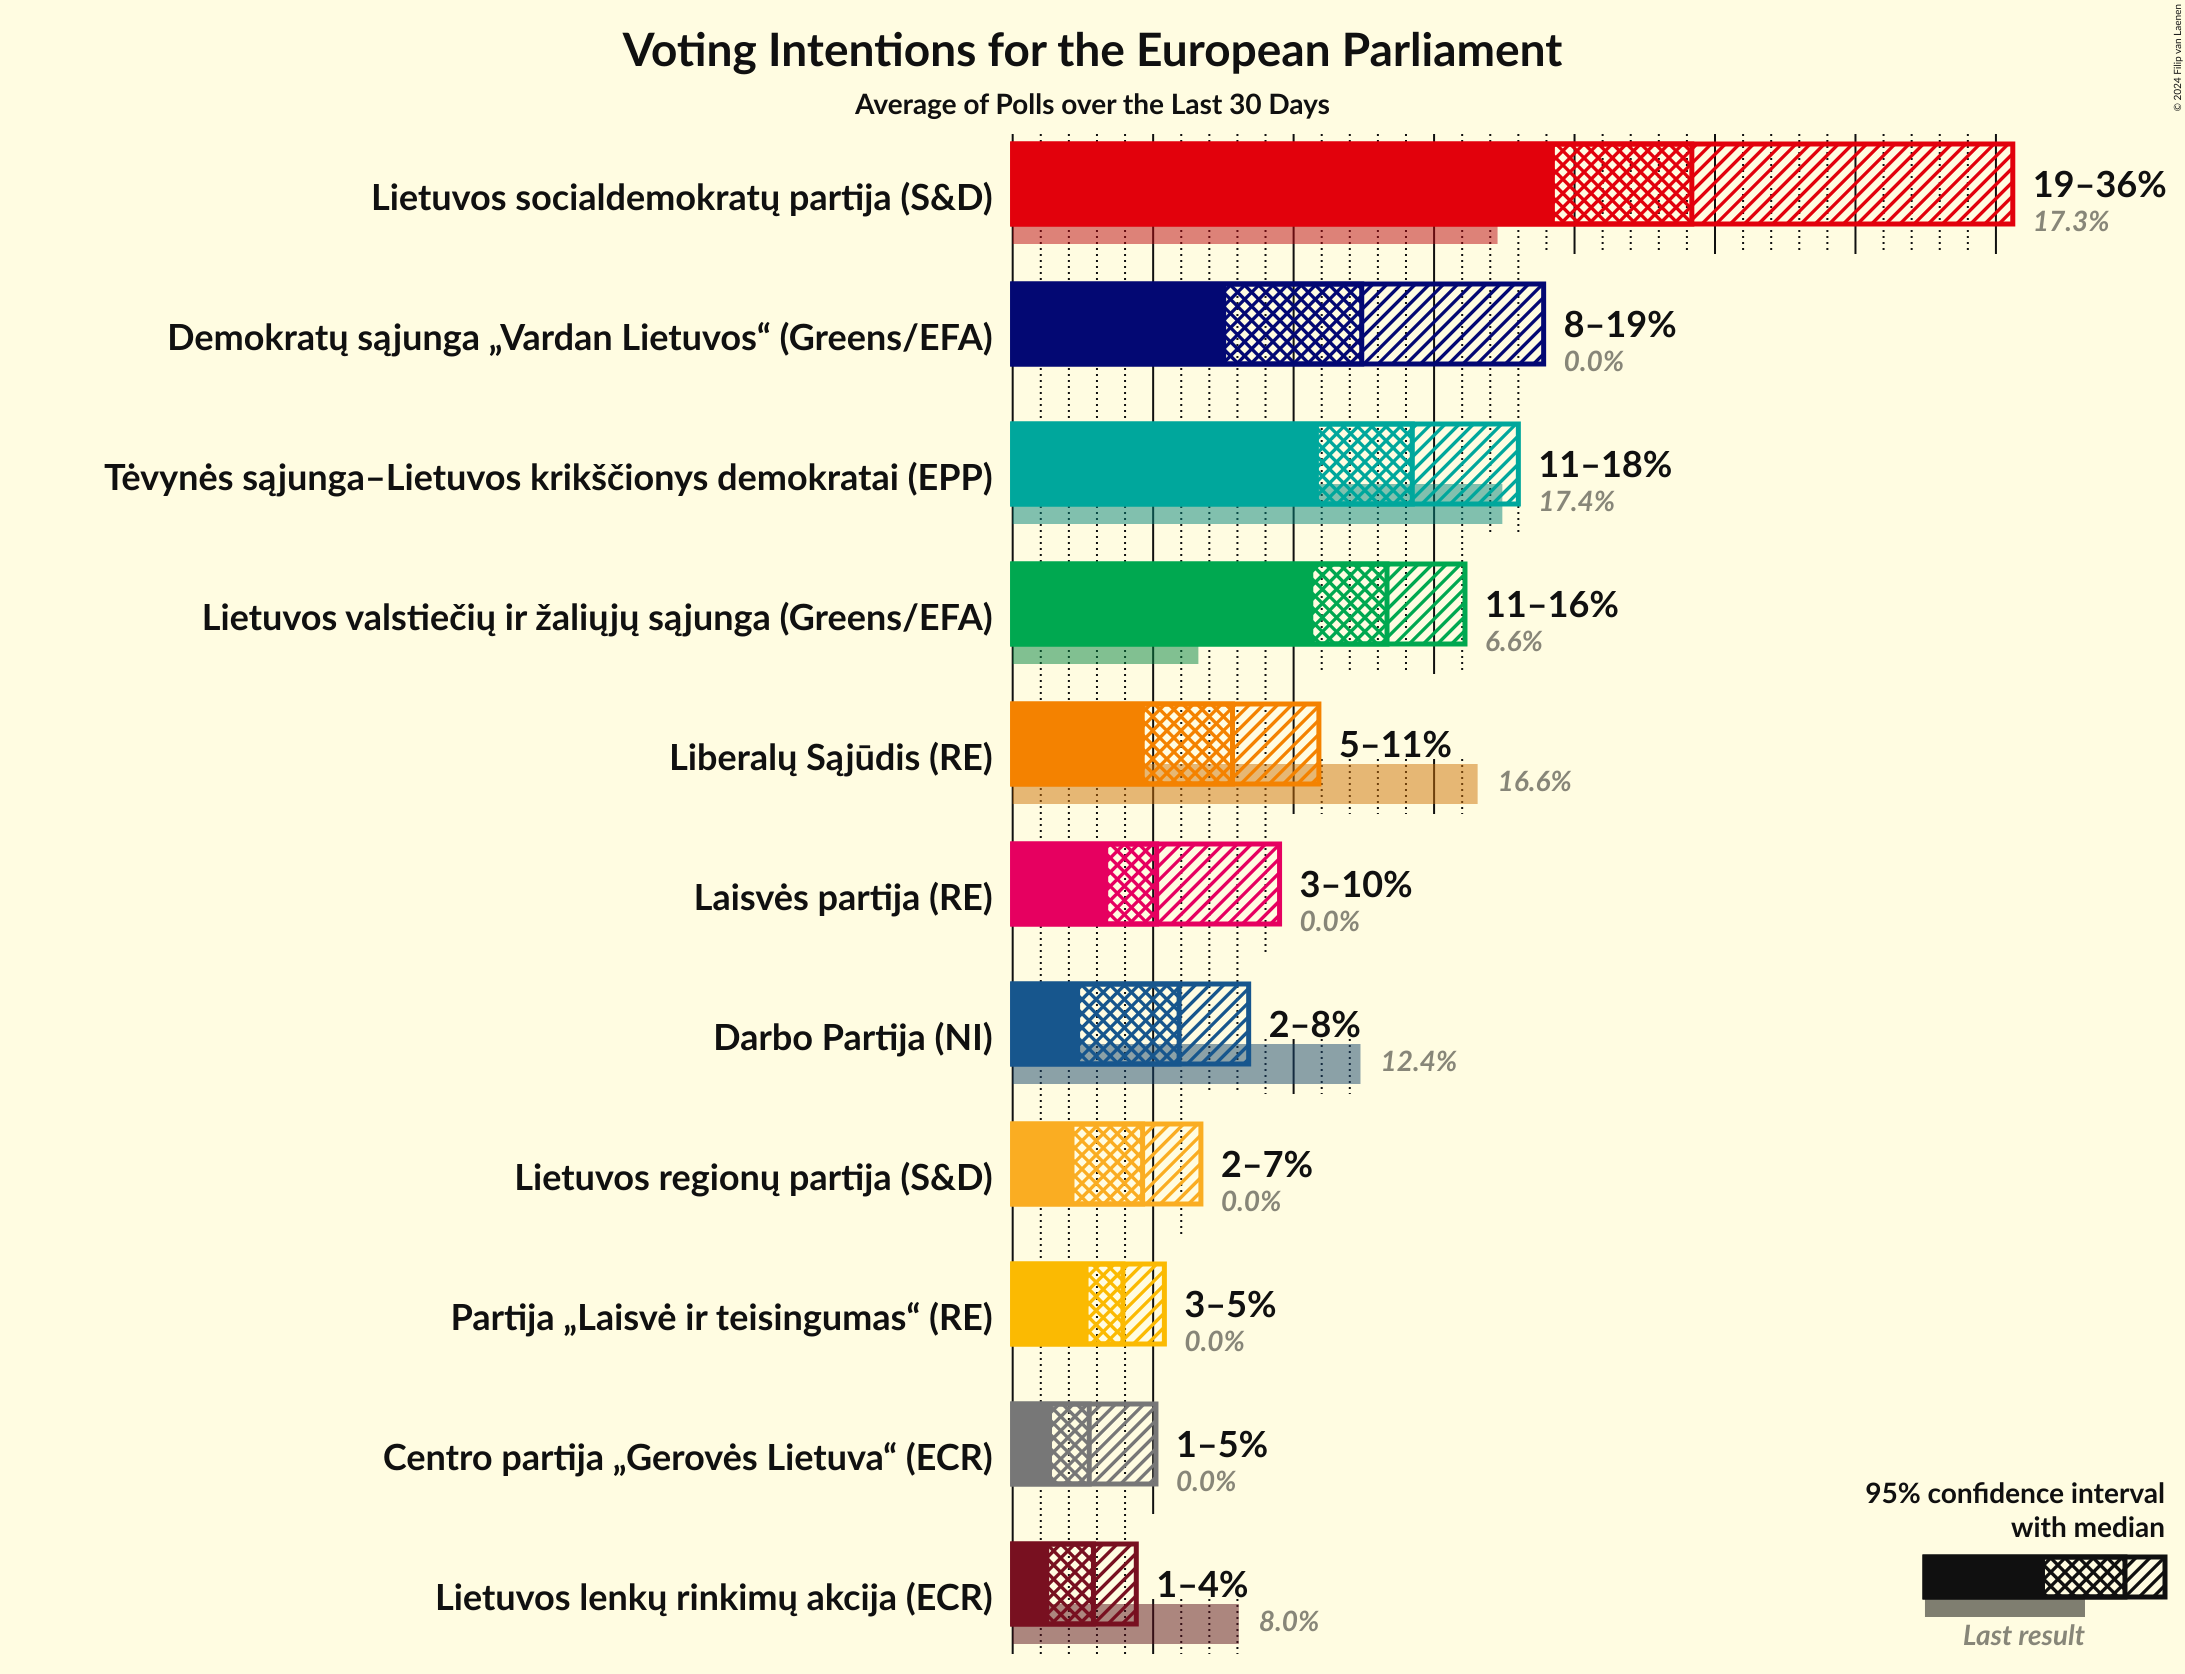 Voting Intentions for the European Parliament
Average of Polls over the Last 30 Days
© 2024 Filip van Laenen
Lietuvos socialdemokratų partija (S&D)
19–36%
17.3%
Demokratų sąjunga „Vardan Lietuvos“ (Greens/EFA)
8–19%
0.0%
Tėvynės sąjunga–Lietuvos krikščionys demokratai (EPP)
11–18%
17.4%
Lietuvos valstiečių ir žaliųjų sąjunga (Greens/EFA)
11–16%
6.6%
Liberalų Sąjūdis (RE)
5–11%
16.6%
Laisvės partija (RE)
3–10%
0.0%
Darbo Partija (NI)
2–8%
12.4%
Lietuvos regionų partija (S&D)
2–7%
0.0%
Partija „Laisvė ir teisingumas“ (RE)
3–5%
0.0%
Centro partija „Gerovės Lietuva“ (ECR)
1–5%
0.0%
Lietuvos lenkų rinkimų akcija (ECR)
1–4%
8.0%
95% confidence interval
with median
Last result